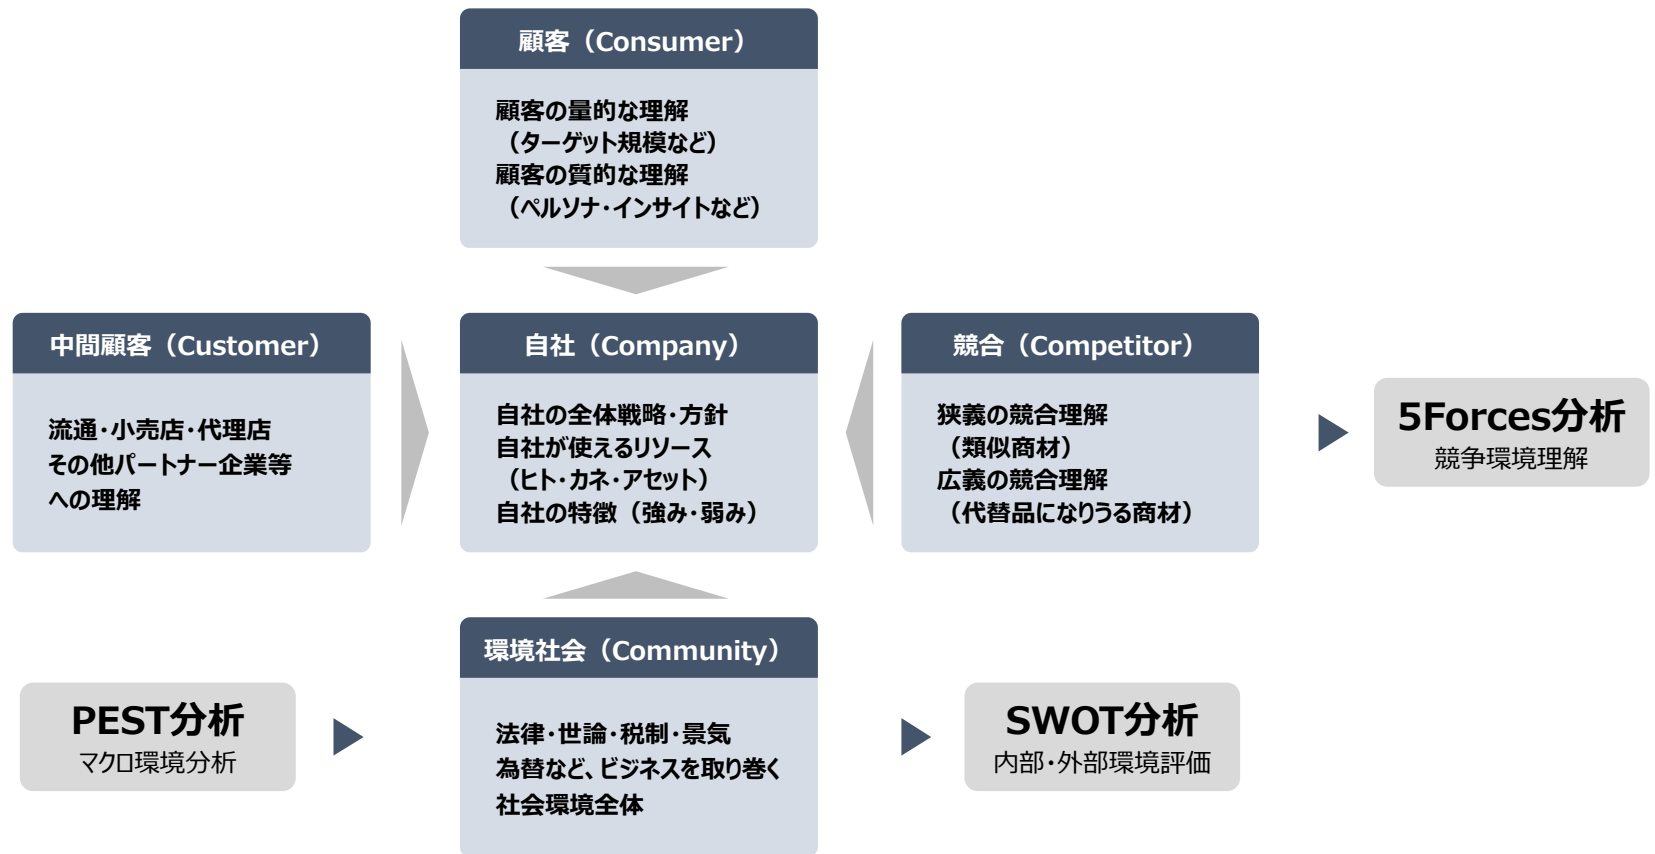 顧客（Consumer）
顧客の量的な理解
（ターゲット規模など）
顧客の質的な理解
（ペルソナ・インサイトなど）
中間顧客（Customer）
流通・小売店・代理店
その他パートナー企業等
への理解
自社（Company）
自社の全体戦略・方針
自社が使えるリソース
（ヒト・カネ・アセット）
自社の特徴（強み・弱み）
競合（Competitor）
狭義の競合理解
（類似商材）
広義の競合理解
（代替品になりうる商材）
5Forces分析
競争環境理解
PEST分析
マクロ環境分析
環境社会（Community）
法律・世論・税制・景気
為替など、ビジネスを取り巻く
社会環境全体
SWOT分析
内部・外部環境評価